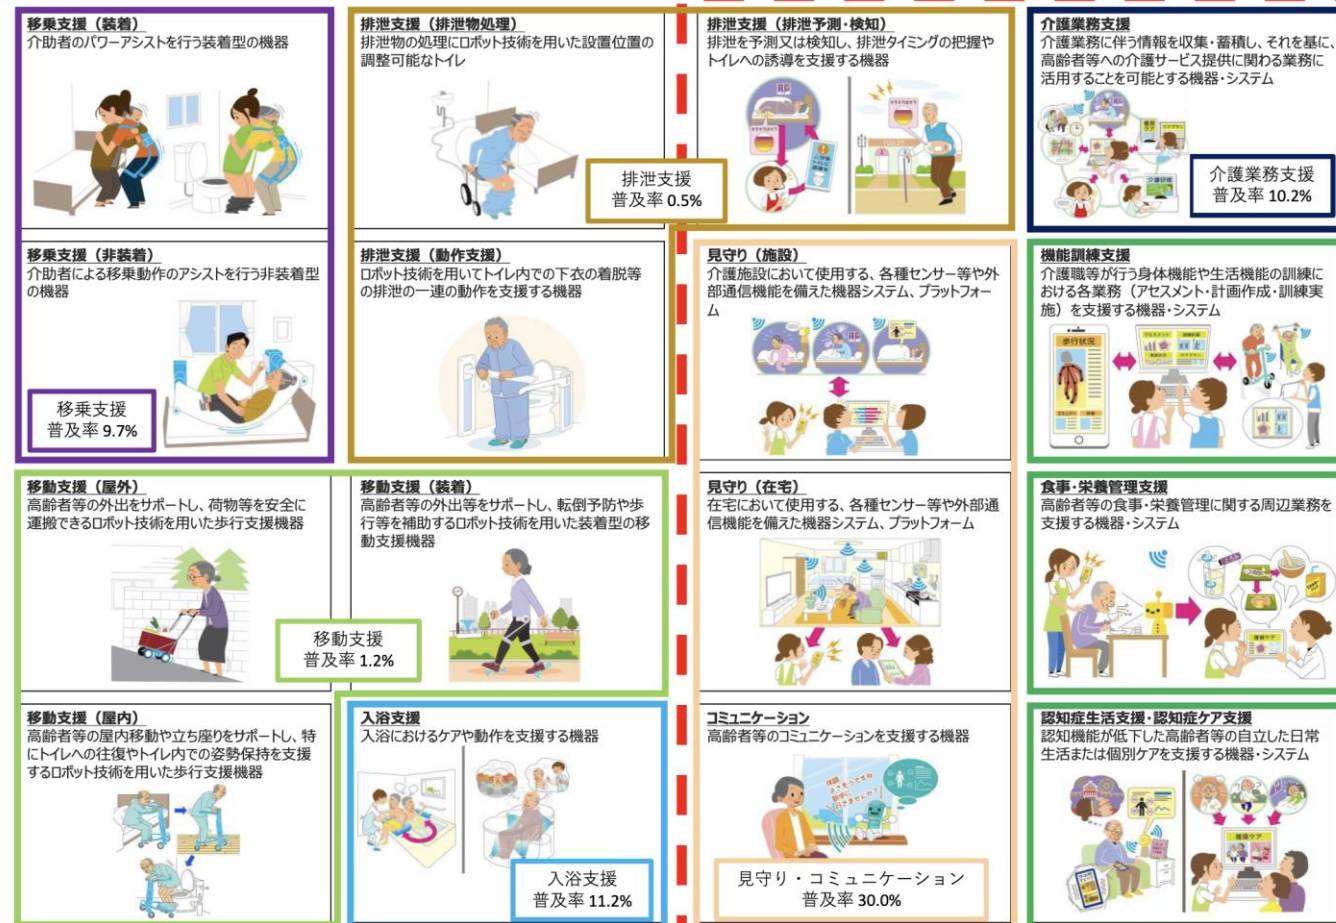 移乗支援（装着）
介助者のパワーアシストを行う装着型の機器
排泄支援（排泄物処理）
排泄物の処理にロボット技術を用いた設置位置の
調整可能なトイレ
排泄支援
普及率 0.5%
排泄支援（排泄予測・検知）
排泄を予測又は検知し、排泄タイミングの把握や
トイレへの誘導を支援する機器
介護業務支援
介護業務に伴う情報を収集・蓄積し、それを基に、
高齢者等への介護サービス提供に関わる業務に
活用することを可能とする機器・システム
介護業務支援
普及率 10.2%
移乗支援（非装着）
介助者による移乗動作のアシストを行う非装着型
の機器
移乗支援
普及率 9.7%
排泄支援（動作支援）
ロボット技術を用いてトイレ内での下衣の着脱等
の排泄の一連の動作を支援する機器
見守り（施設）
介護施設において使用する、各種センサー等や外
部通信機能を備えた機器システム、プラットフォー
ム
機能訓練支援
介護職等が行う身体機能や生活機能の訓練に
おける各業務（アセスメント・計画作成・訓練実
施）を支援する機器・システム
歩行状況
移動支援（屋外）
高齢者等の外出をサポートし、荷物等を安全に
運搬できるロボット技術を用いた歩行支援機器
移動支援（装着）
高齢者等の外出等をサポートし、転倒予防や歩
行等を補助するロボット技術を用いた装着型の移
動支援機器
移動支援
普及率 1.2%
見守り（在宅）
在宅において使用する、各種センサー等や外部通
信機能を備えた機器システム、プラットフォーム
食事・栄養管理支援
高齢者等の食事・栄養管理に関する周辺業務を
支援する機器・システム
移動支援（屋内）
高齢者等の屋内移動や立ち座りをサポートし、特
にトイレへの往復やトイレ内での姿勢保持を支援
するロボット技術を用いた歩行支援機器
入浴支援
入浴におけるケアや動作を支援する機器
入浴支援
普及率 11.2%
コミュニケーション
高齢者等のコミュニケーションを支援する機器
見守り・コミュニケーション
普及率 30.0%
認知症生活支援・認知症ケア支援
認知機能が低下した高齢者等の自立した日常
生活または個別ケアを支援する機器・システム